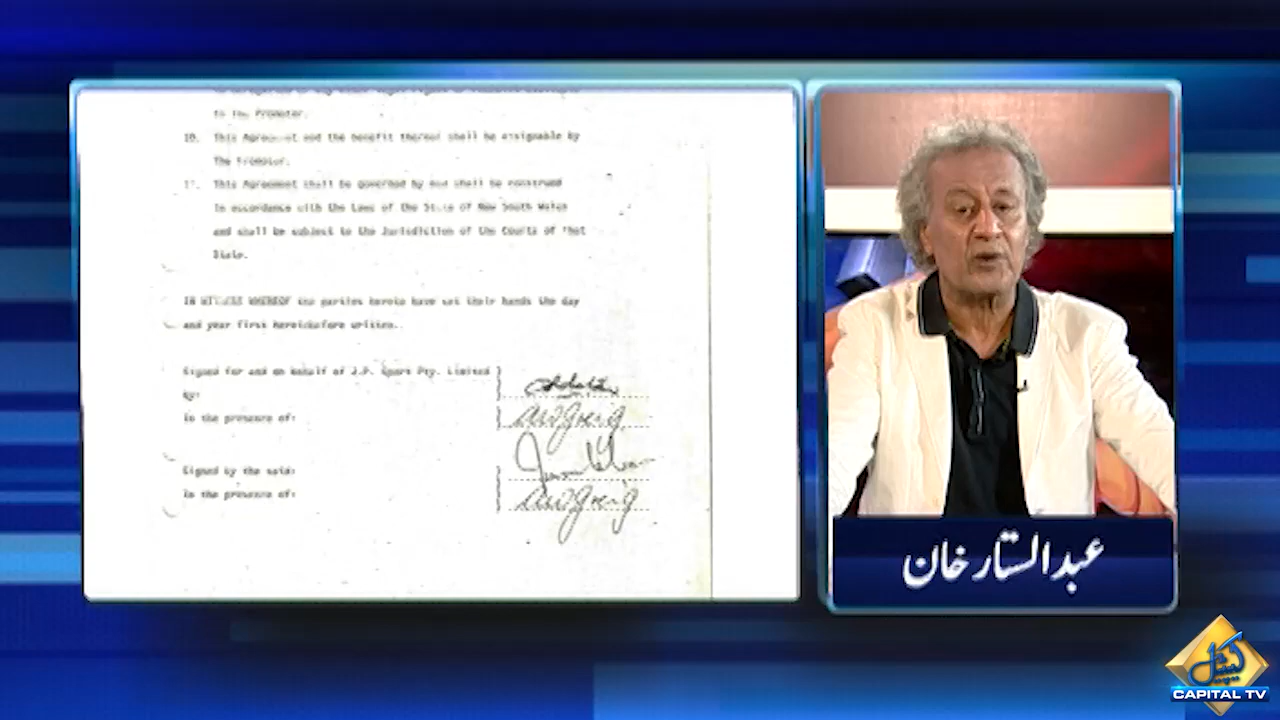 to the Promoter.
10. This Agreement and the benefit thereof shall be assignable by
The Promoter.
11. This Agreement shall be governed by and shall be construed
in accordance with the Laws of the State of New South Wales
and shall be subject to the Jurisdiction of the Courts of that
State.
IN WITNESS WHEREOF the parties hereto have set their hands the day
and year first hereinbefore written.
Signed for and on behalf of J.P. Sport Pty. Limited
by:
in the presence of:
Signed by the said:
in the presence of:
عبدالستار خان
کیپیٹل
CAPITAL TV